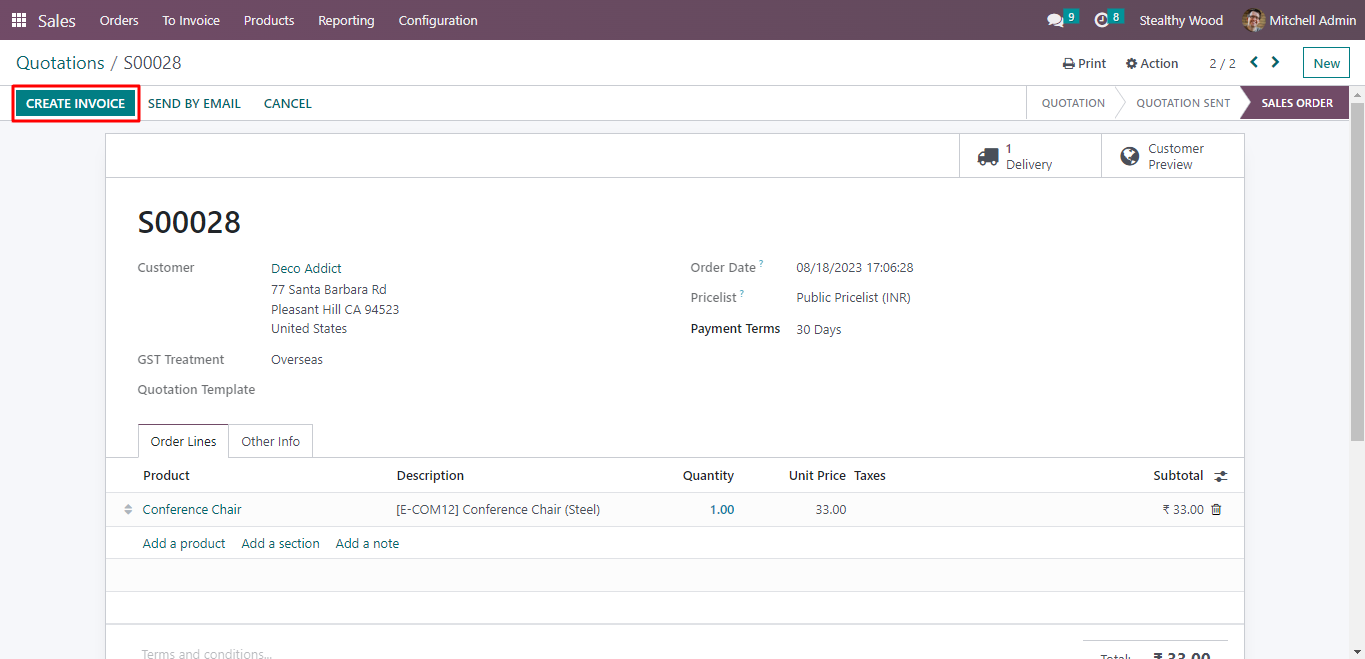 Sales Orders To Invoice Products Reporting Configuration 9 8 Stealthy Wood Mitchell Admin
Quotations / S00028 Print Action 2 / 2 New
CREATE INVOICE SEND BY EMAIL CANCEL QUOTATION QUOTATION SENT SALES ORDER
1
Delivery
Customer
Preview
S00028
Customer Deco Addict
77 Santa Barbara Rd
Pleasant Hill CA 94523
United States
GST Treatment Overseas
Quotation Template
Order Date ? 08/18/2023 17:06:28
Pricelist ? Public Pricelist (INR)
Payment Terms 30 Days
Order Lines Other Info
Product Description Quantity Unit Price Taxes Subtotal
Conference Chair [E-COM12] Conference Chair (Steel) 1.00 33.00 ₹ 33.00
Add a product Add a section Add a note
Terms and conditions... Total: ₹ 33.00